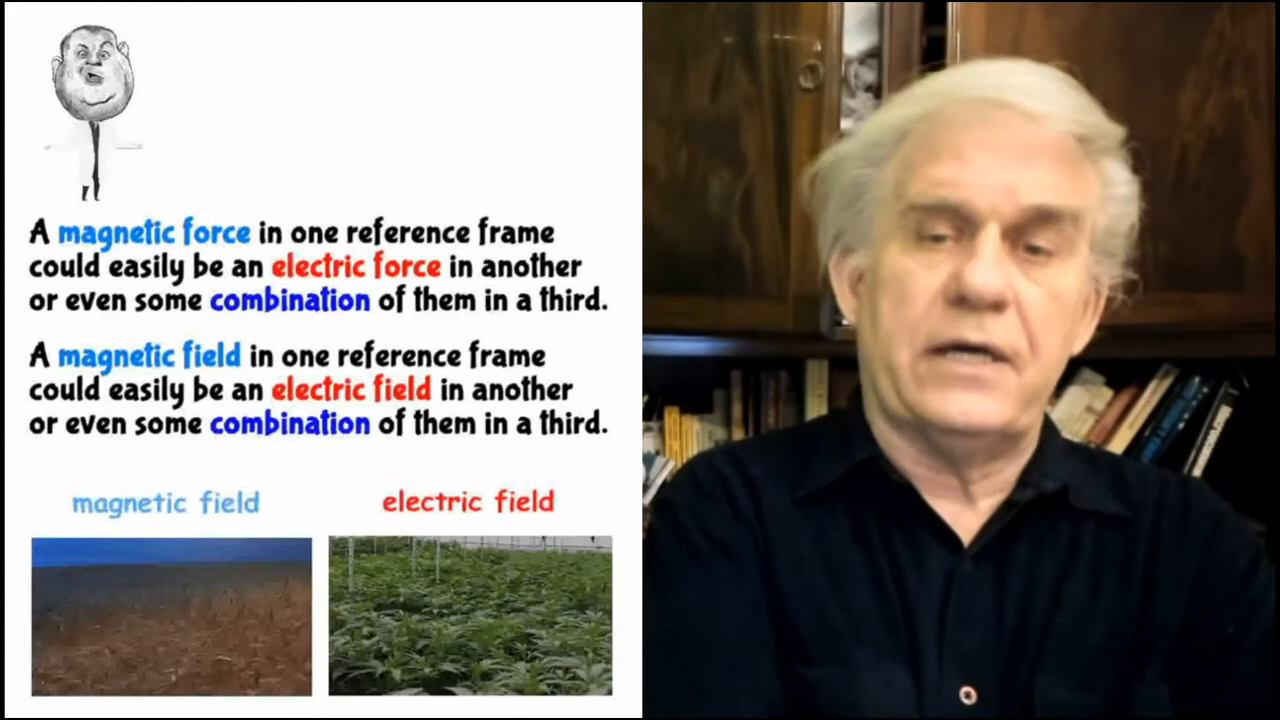 A magnetic force in one reference frame
could easily be an electric force in another
or even some combination of them in a third.
A magnetic field in one reference frame
could easily be an electric field in another
or even some combination of them in a third.
magnetic field
electric field